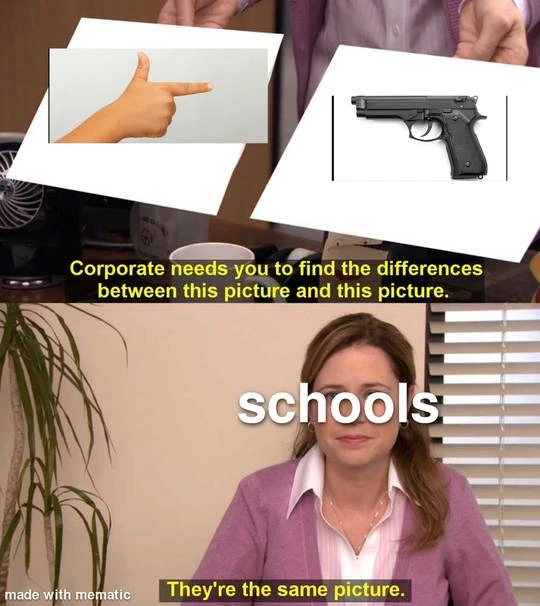 Corporate needs you to find the differences
between this picture and this picture.
schools
They're the same picture.
made with mematic